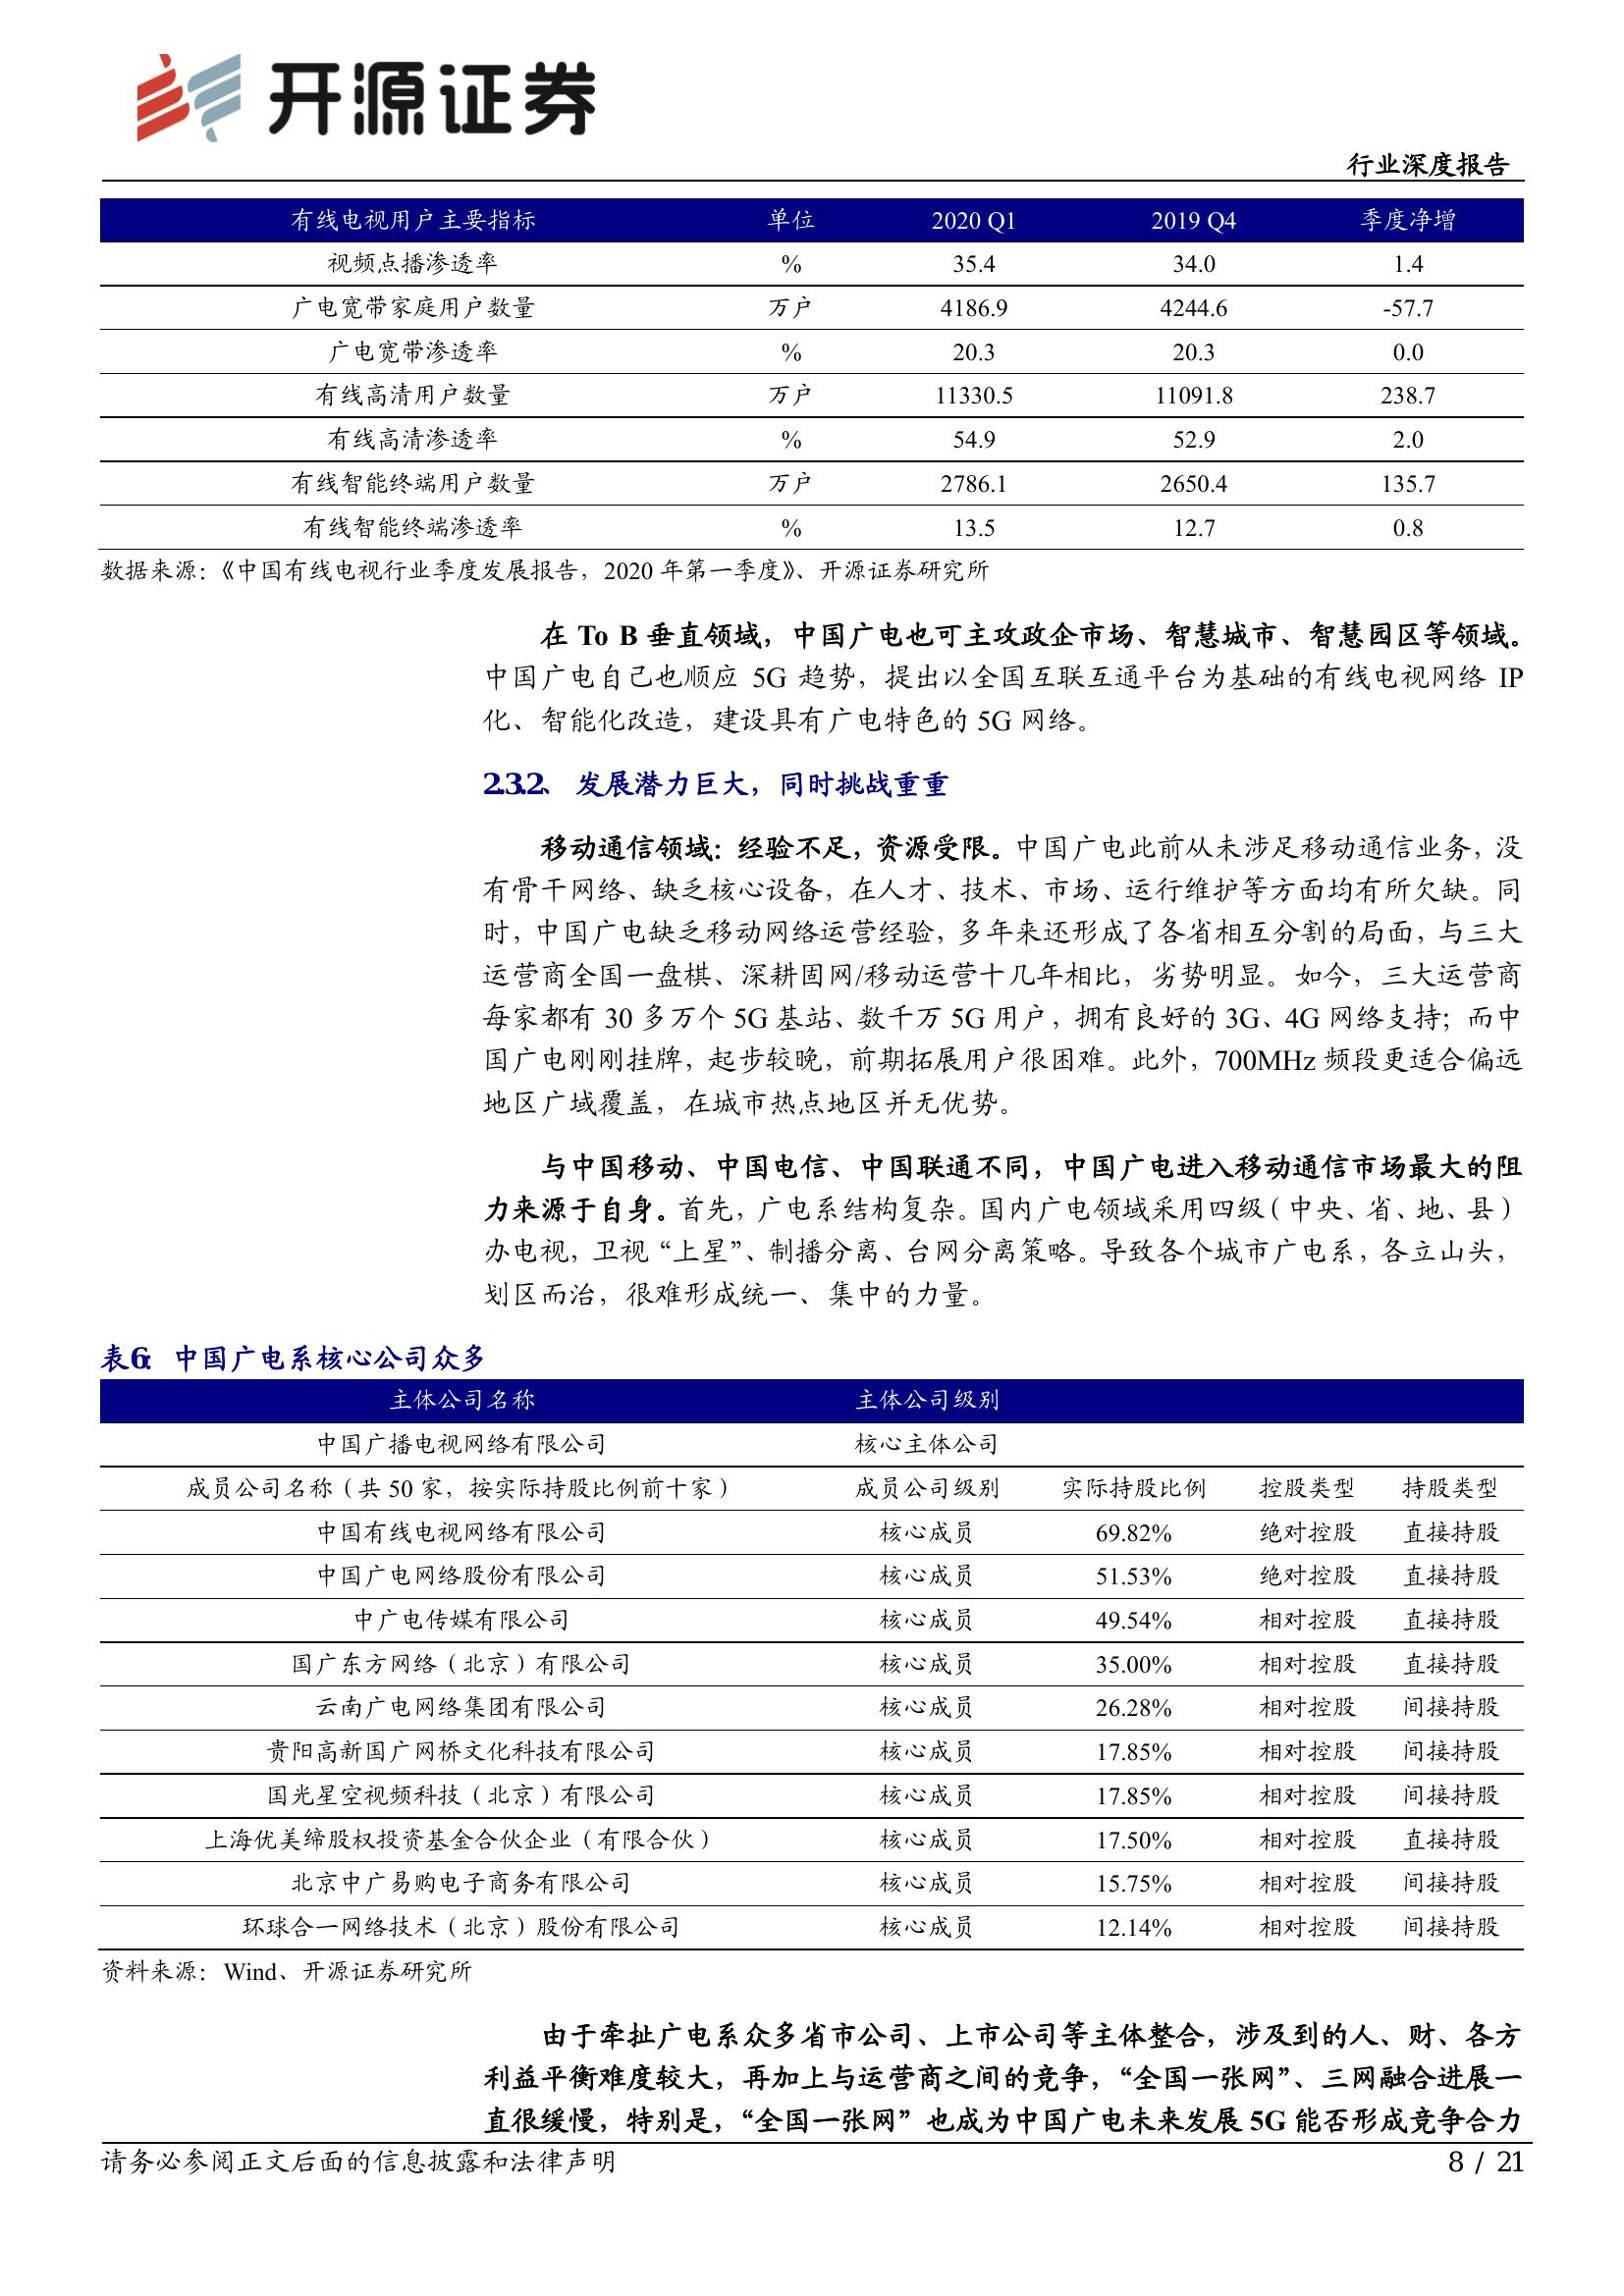 开源证券
行业深度报告
有线电视用户主要指标 单位 2020 Q1 2019 Q4 季度净增
视频点播渗透率 % 35.4 34.0 1.4
广电宽带家庭用户数量 万户 4186.9 4244.6 -57.7
广电宽带渗透率 % 20.3 20.3 0.0
有线高清用户数量 万户 11330.5 11091.8 238.7
有线高清渗透率 % 54.9 52.9 2.0
有线智能终端用户数量 万户 2786.1 2650.4 135.7
有线智能终端渗透率 % 13.5 12.7 0.8
数据来源：《中国有线电视行业季度发展报告，2020 年第一季度》、开源证券研究所
在 To B 垂直领域，中国广电也可主攻政企市场、智慧城市、智慧园区等领域。
中国广电自己也顺应 5G 趋势，提出以全国互联互通平台为基础的有线电视网络 IP
化、智能化改造，建设具有广电特色的 5G 网络。
2.3.2、 发展潜力巨大，同时挑战重重
移动通信领域：经验不足，资源受限。中国广电此前从未涉足移动通信业务，没
有骨干网络、缺乏核心设备，在人才、技术、市场、运行维护等方面均有所欠缺。同
时，中国广电缺乏移动网络运营经验，多年来还形成了各省相互分割的局面，与三大
运营商全国一盘棋、深耕固网/移动运营十几年相比，劣势明显。如今，三大运营商
每家都有 30 多万个 5G 基站、数千万 5G 用户，拥有良好的 3G、4G 网络支持；而中
国广电刚刚挂牌，起步较晚，前期拓展用户很困难。此外，700MHz 频段更适合偏远
地区广域覆盖，在城市热点地区并无优势。
与中国移动、中国电信、中国联通不同，中国广电进入移动通信市场最大的阻
力来源于自身。首先，广电系结构复杂。国内广电领域采用四级（中央、省、地、县）
办电视，卫视“上星”、制播分离、台网分离策略。导致各个城市广电系，各立山头，
划区而治，很难形成统一、集中的力量。
表6： 中国广电系核心公司众多
主体公司名称 主体公司级别
中国广播电视网络有限公司 核心主体公司
成员公司名称（共 50 家，按实际持股比例前十家） 成员公司级别 实际持股比例 控股类型 持股类型
中国有线电视网络有限公司 核心成员 69.82% 绝对控股 直接持股
中国广电网络股份有限公司 核心成员 51.53% 绝对控股 直接持股
中广电传媒有限公司 核心成员 49.54% 相对控股 直接持股
国广东方网络（北京）有限公司 核心成员 35.00% 相对控股 直接持股
云南广电网络集团有限公司 核心成员 26.28% 相对控股 间接持股
贵阳高新国广网桥文化科技有限公司 核心成员 17.85% 相对控股 间接持股
国光星空视频科技（北京）有限公司 核心成员 17.85% 相对控股 间接持股
上海优美缔股权投资基金合伙企业（有限合伙） 核心成员 17.50% 相对控股 直接持股
北京中广易购电子商务有限公司 核心成员 15.75% 相对控股 间接持股
环球合一网络技术（北京）股份有限公司 核心成员 12.14% 相对控股 间接持股
资料来源：Wind、开源证券研究所
由于牵扯广电系众多省市公司、上市公司等主体整合，涉及到的人、财、各方
利益平衡难度较大，再加上与运营商之间的竞争，“全国一张网”、三网融合进展一
直很缓慢，特别是，“全国一张网”也成为中国广电未来发展 5G 能否形成竞争合力
请务必参阅正文后面的信息披露和法律声明 8 / 21